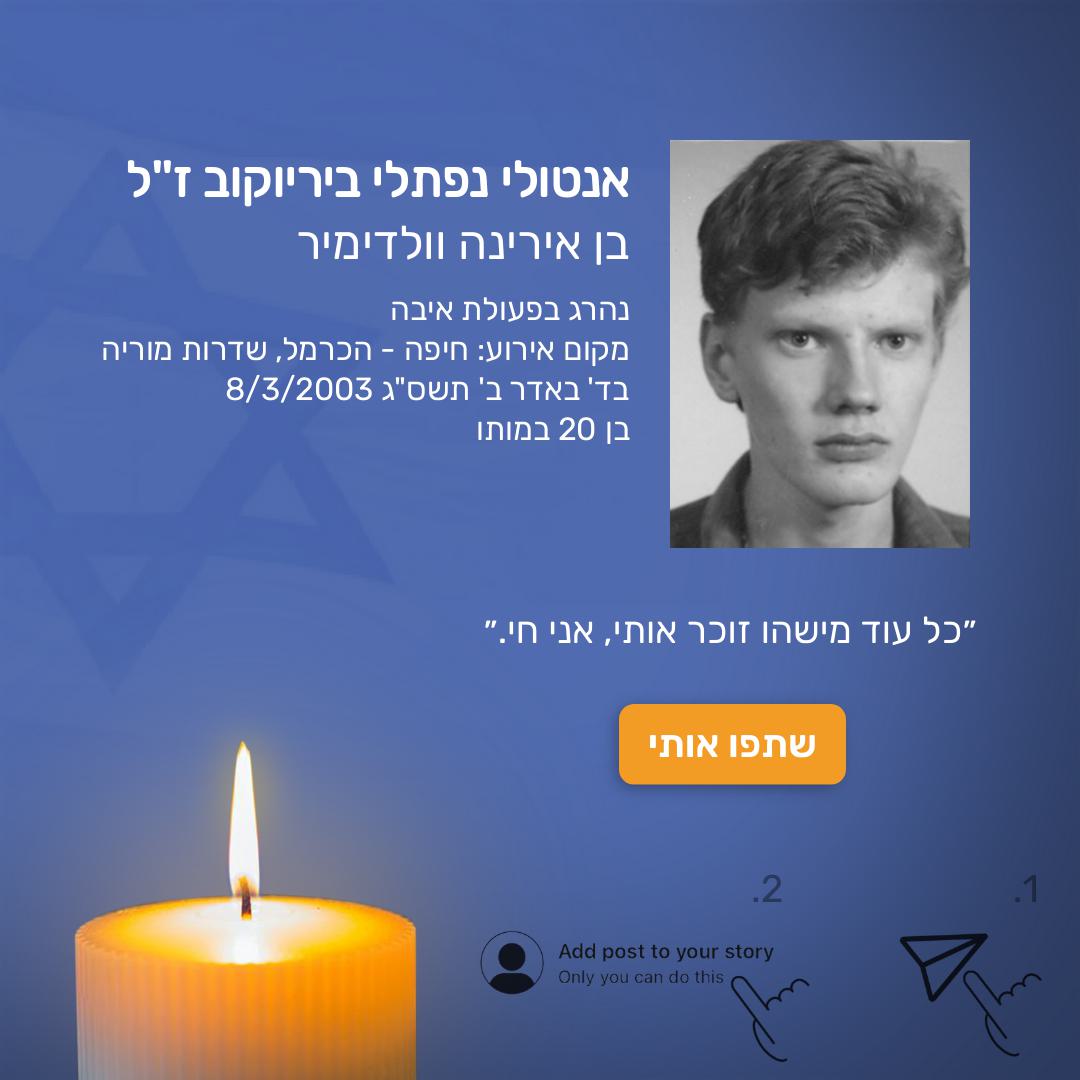 אנטולי נפתלי ביריוקוב ז"ל
בן אירינה וולדימיר
נהרג בפעולת איבה
מקום אירוע: חיפה - הכרמל, שדרות מוריה
בד' באדר ב' תשס"ג 8/3/2003
בן 20 במותו
״כל עוד מישהו זוכר אותי, אני חי.״
שתפו אותי
1.
2.
Add post to your story
Only you can do this